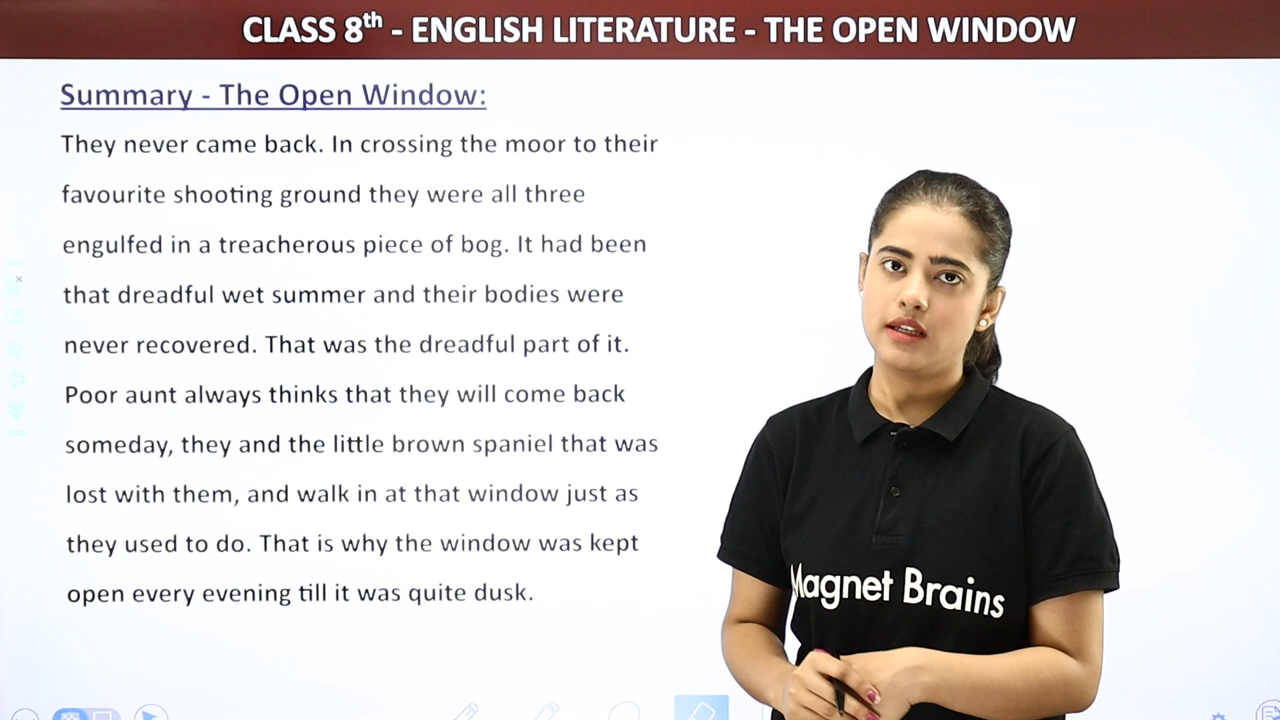 CLASS 8th - ENGLISH LITERATURE - THE OPEN WINDOW
Summary - The Open Window:
They never came back. In crossing the moor to their
favourite shooting ground they were all three
engulfed in a treacherous piece of bog. It had been
that dreadful wet summer and their bodies were
never recovered. That was the dreadful part of it.
Poor aunt always thinks that they will come back
someday, they and the little brown spaniel that was
lost with them, and walk in at that window just as
they used to do. That is why the window was kept
open every evening till it was quite dusk.
Magnet Brains